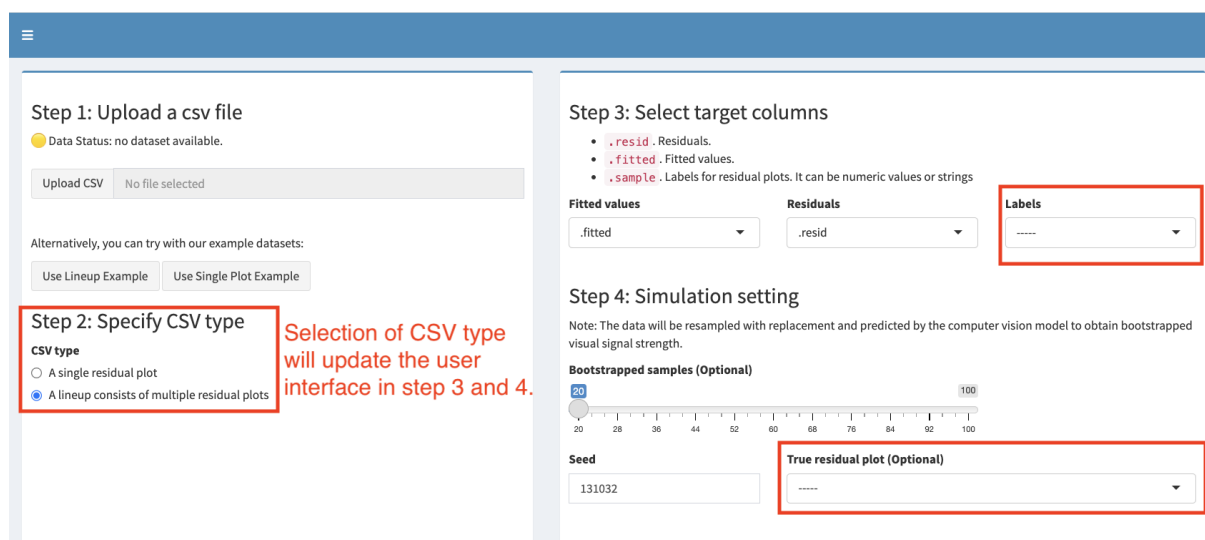 Step 1: Upload a csv file
Data Status: no dataset available.
Upload CSV No file selected
Alternatively, you can try with our example datasets:
Use Lineup Example Use Single Plot Example
Step 2: Specify CSV type
CSV type
A single residual plot
A lineup consists of multiple residual plots
Selection of CSV type
will update the user
interface in step 3 and 4.
Step 3: Select target columns
.resid . Residuals.
.fitted . Fitted values.
.sample . Labels for residual plots. It can be numeric values or strings
Fitted values Residuals Labels
.fitted .resid -----
Step 4: Simulation setting
Note: The data will be resampled with replacement and predicted by the computer vision model to obtain bootstrapped
visual signal strength.
Bootstrapped samples (Optional)
20 100
20 28 36 44 52 60 68 76 84 92 100
Seed True residual plot (Optional)
131032 -----